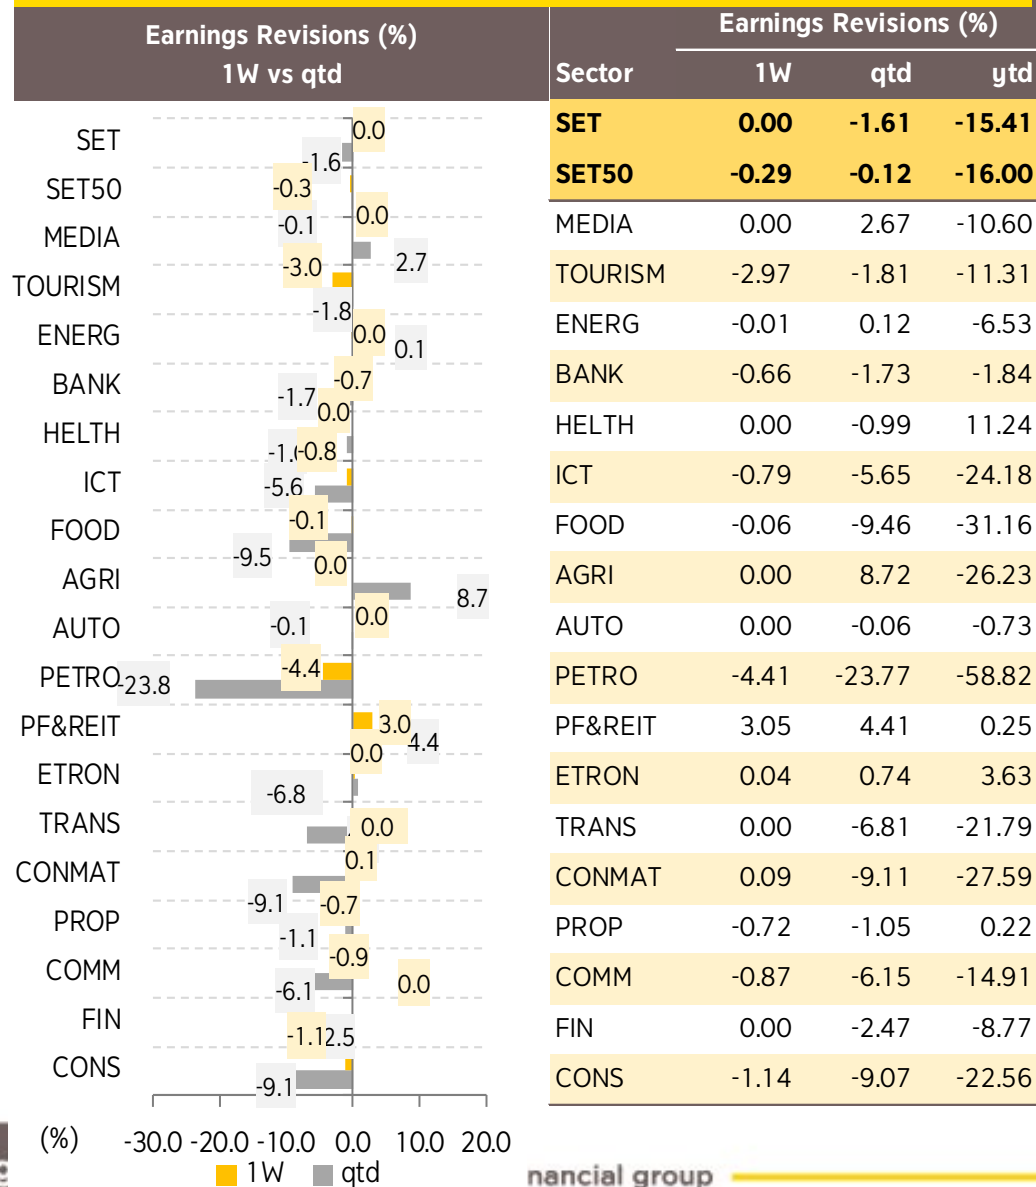 Earnings Revisions (%)
1W vs qtd
SET
0.0
-1.6
SET50
-0.3
-0.1
MEDIA
0.0
2.7
TOURISM
-3.0
-1.8
ENERG
0.0
0.1
BANK
-0.7
-1.7
HELTH
0.0
ICT
-0.8
-5.6
FOOD
-0.1
-9.5
AGRI
0.0
8.7
AUTO
0.0
-0.1
PETRO
-4.4
-23.8
PF&REIT
3.0
4.4
ETRON
0.0
TRANS
0.0
-6.8
CONMAT
0.1
-9.1
PROP
-0.7
-1.1
COMM
-0.9
-6.1
FIN
0.0
2.5
CONS
-1.1
-9.1
(%) -30.0 -20.0 -10.0 0.0 10.0 20.0
1W qtd
Earnings Revisions (%)
Sector 1W qtd ytd
SET 0.00 -1.61 -15.41
SET50 -0.29 -0.12 -16.00
MEDIA 0.00 2.67 -10.60
TOURISM -2.97 -1.81 -11.31
ENERG -0.01 0.12 -6.53
BANK -0.66 -1.73 -1.84
HELTH 0.00 -0.99 11.24
ICT -0.79 -5.65 -24.18
FOOD -0.06 -9.46 -31.16
AGRI 0.00 8.72 -26.23
AUTO 0.00 -0.06 -0.73
PETRO -4.41 -23.77 -58.82
PF&REIT 3.05 4.41 0.25
ETRON 0.04 0.74 3.63
TRANS 0.00 -6.81 -21.79
CONMAT 0.09 -9.11 -27.59
PROP -0.72 -1.05 0.22
COMM -0.87 -6.15 -14.91
FIN 0.00 -2.47 -8.77
CONS -1.14 -9.07 -22.56
nancial group